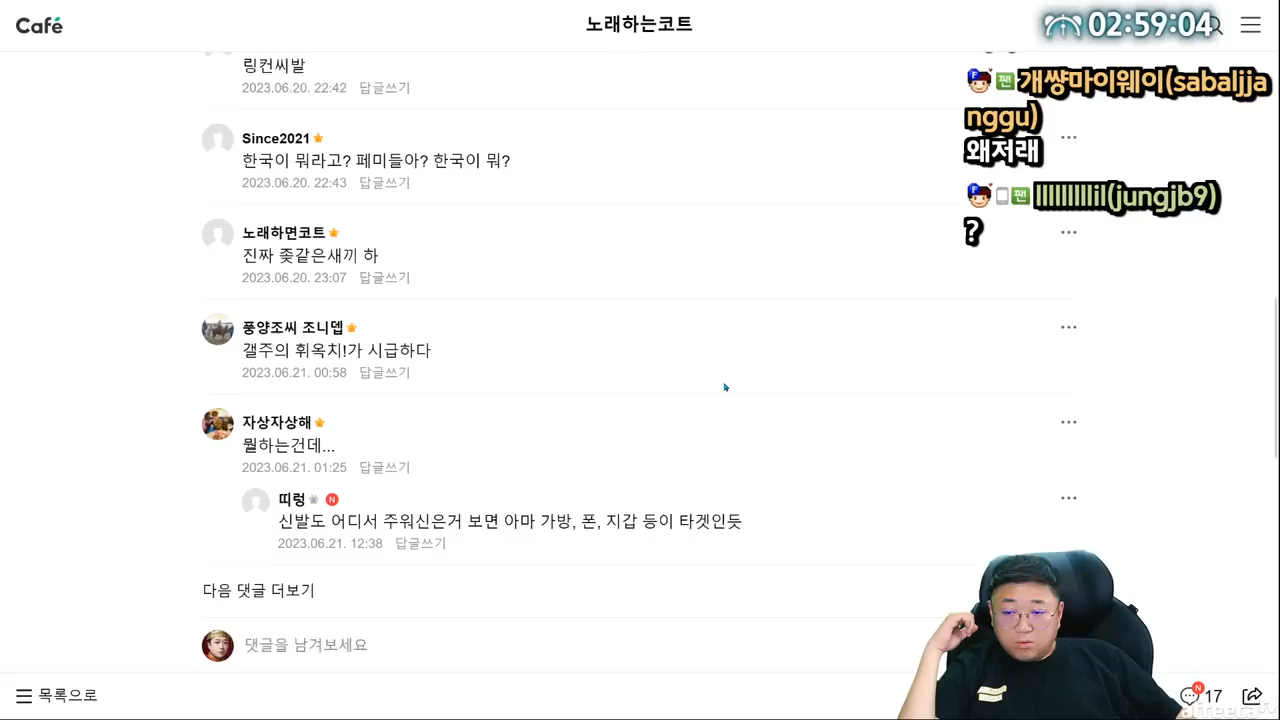 Café
노래하는코트
02:59:04
링컨씨발
2023.06.20. 22:42 답글쓰기
Since2021
한국이 뭐라고? 페미들아? 한국이 뭐?
2023.06.20. 22:43 답글쓰기
노래하면코트
진짜 좆같은새끼 하
2023.06.20. 23:07 답글쓰기
풍양조씨 조니뎁
갤주의 휘옥치!가 시급하다
2023.06.21. 00:58 답글쓰기
자상자상해
뭘하는건데...
2023.06.21. 01:25 답글쓰기
띠렁 N
신발도 어디서 주워신은거 보면 아마 가방, 폰, 지갑 등이 타겟인듯
2023.06.21. 12:38 답글쓰기
다음 댓글 더보기
댓글을 남겨보세요
목록으로
N
17
F 팬 개썅마이웨이(sabaljja
nggu)
왜저래
F 팬 lllllllllil(jungjb9)
?
afreecaTV